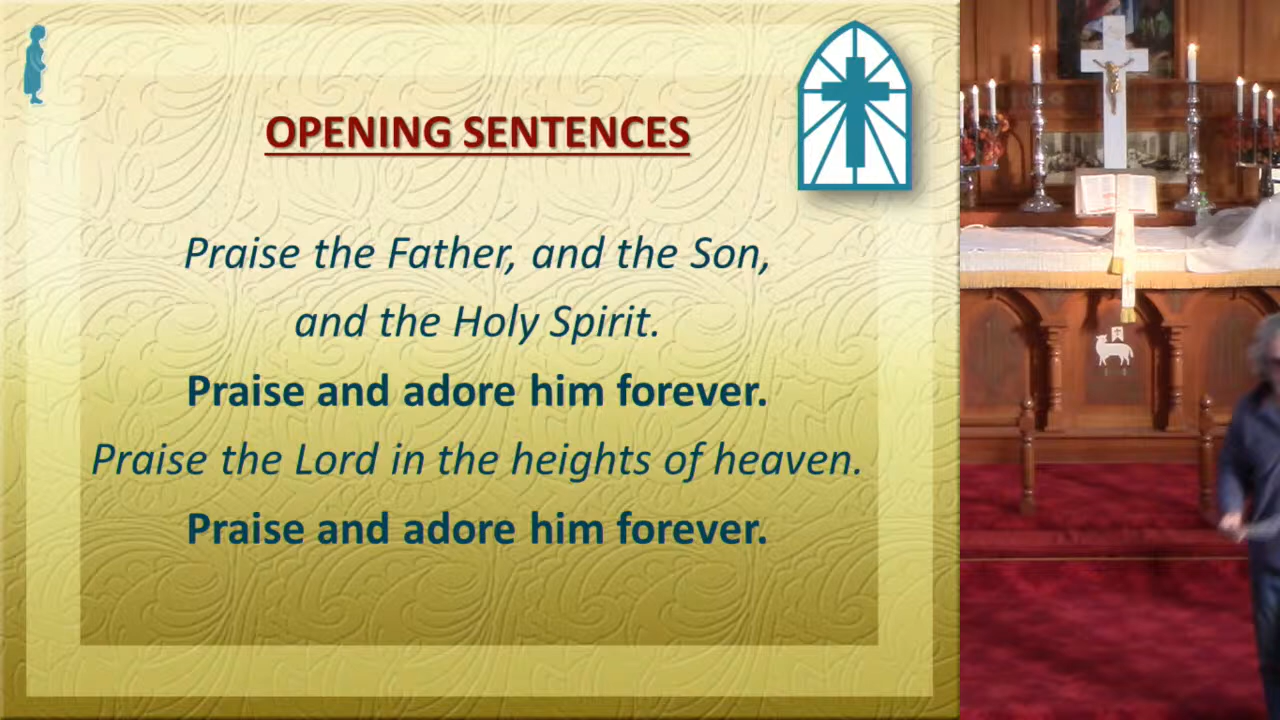 OPENING SENTENCES
Praise the Father, and the Son,
and the Holy Spirit.
Praise and adore him forever.
Praise the Lord in the heights of heaven.
Praise and adore him forever.